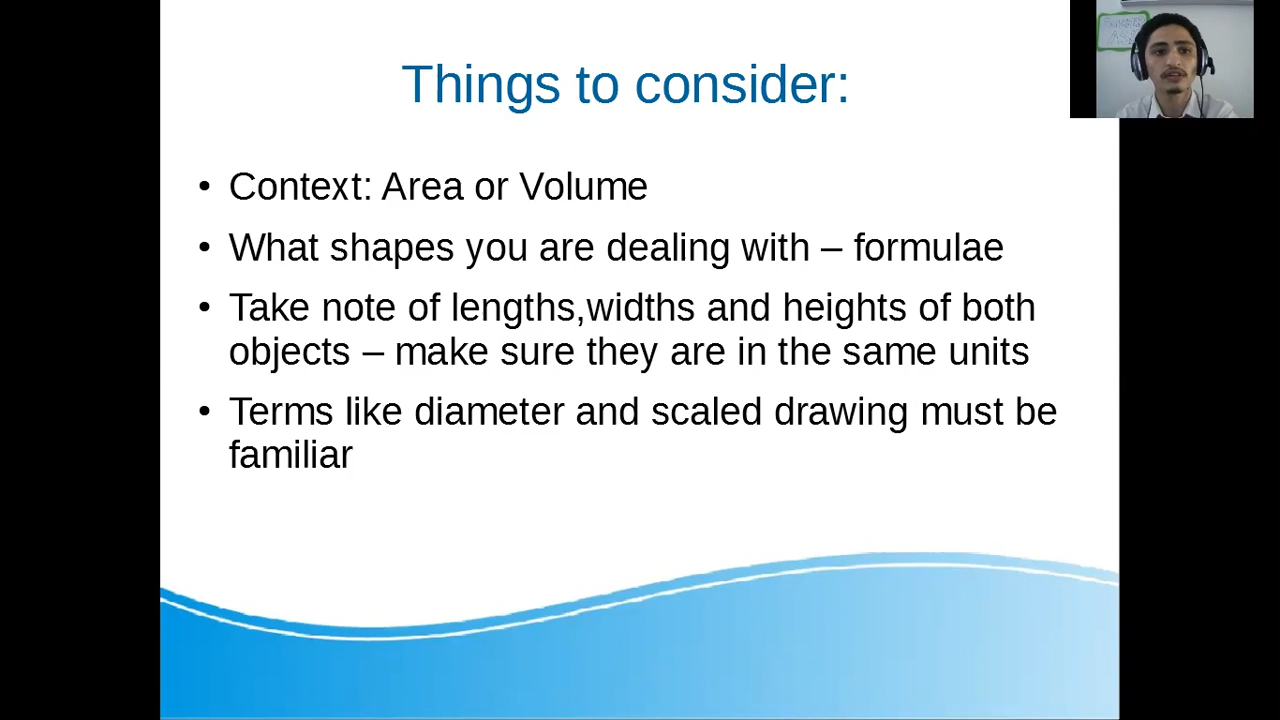 Things to consider:
• Context: Area or Volume
• What shapes you are dealing with – formulae
• Take note of lengths,widths and heights of both
objects – make sure they are in the same units
• Terms like diameter and scaled drawing must be
familiar